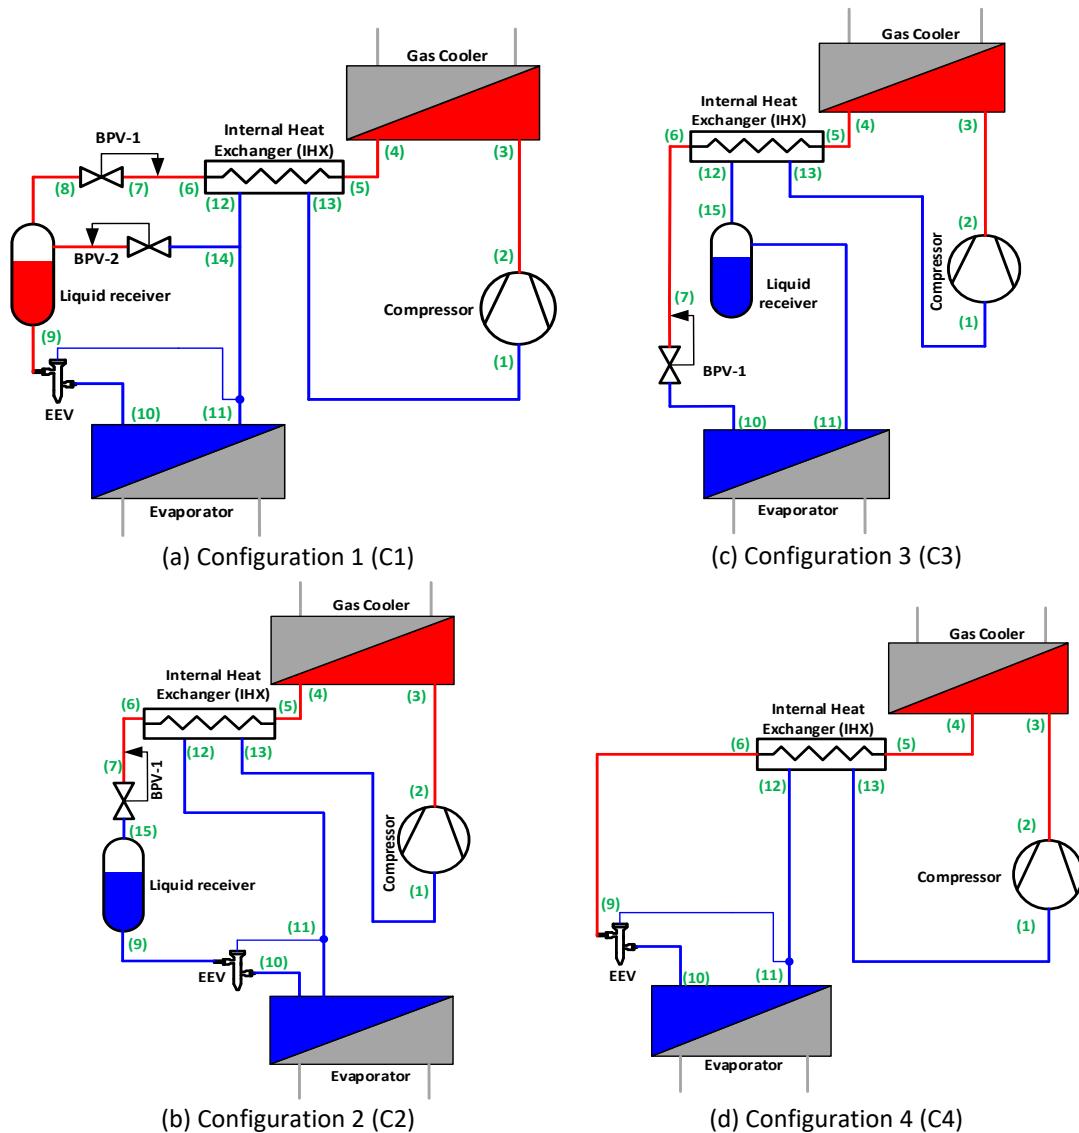 Gas Cooler
Internal Heat
Exchanger (IHX)
BPV-1
(4)
(3)
(8)
(7)
(6)
(5)
(12)
(13)
BPV-2
(14)
(2)
Liquid receiver
Compressor
(9)
(1)
EEV
(10)
(11)
Evaporator
(a) Configuration 1 (C1)
Gas Cooler
Internal Heat
Exchanger (IHX)
(6)
(5)
(4)
(3)
(12)
(13)
(15)
(2)
Liquid
receiver
Compressor
(7)
(1)
BPV-1
(10)
(11)
Evaporator
(c) Configuration 3 (C3)
Gas Cooler
Internal Heat
Exchanger (IHX)
(4)
(3)
(6)
(5)
(12)
(13)
(7)
BPV-1
(2)
(15)
Compressor
Liquid receiver
(1)
(11)
(9)
EEV
(10)
Evaporator
(b) Configuration 2 (C2)
Gas Cooler
Internal Heat
Exchanger (IHX)
(4)
(3)
(6)
(5)
(12)
(13)
(2)
Compressor
(9)
(1)
EEV
(10)
(11)
Evaporator
(d) Configuration 4 (C4)